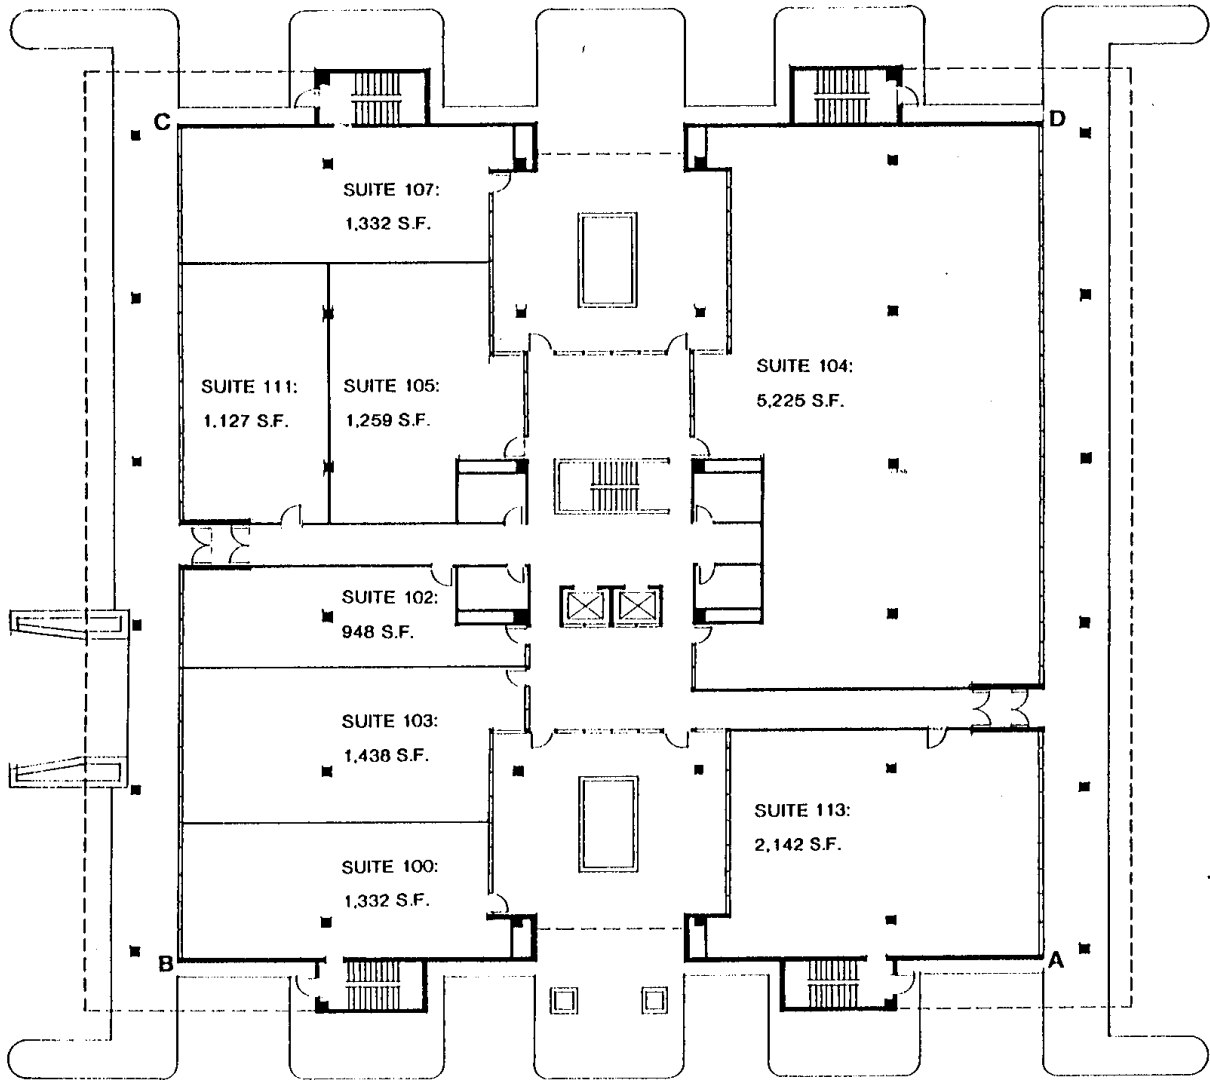 C
D
SUITE 107:
1,332 S.F.
SUITE 104:
5,225 S.F.
SUITE 111:
1.127 S.F.
SUITE 105:
1,259 S.F.
SUITE 102:
948 S.F.
SUITE 103:
1,438 S.F.
SUITE 113:
2,142 S.F.
SUITE 100:
1,332 S.F.
B
A